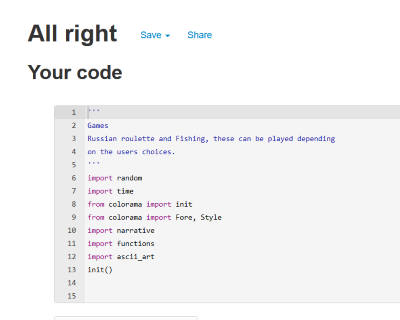 All right Save Share
Your code
1 '''
2 Games
3 Russian roulette and Fishing, these can be played depending
4 on the users choices.
5 '''
6 import random
7 import time
8 from colorama import init
9 from colorama import Fore, Style
10 import narrative
11 import functions
12 import ascii_art
13 init()
14
15